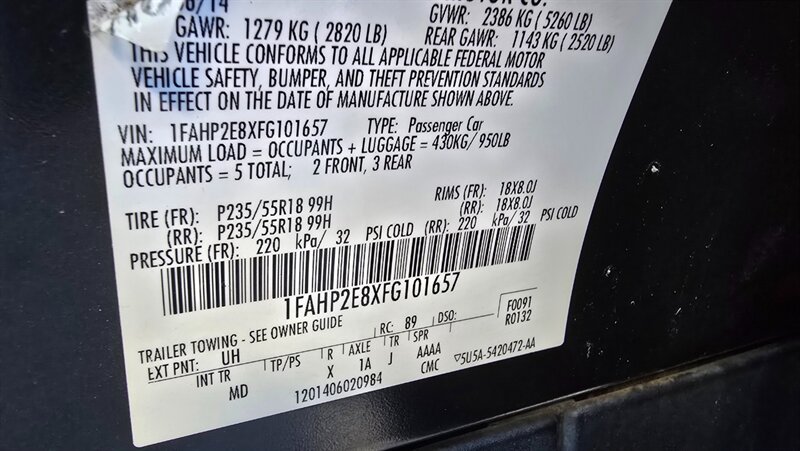 6/14 MOTOR CO.
GAWR: 1279 KG ( 2820 LB) GVWR: 2386 KG ( 5260 LB)
REAR GAWR: 1143 KG ( 2520 LB)
THIS VEHICLE CONFORMS TO ALL APPLICABLE FEDERAL MOTOR
VEHICLE SAFETY, BUMPER, AND THEFT PREVENTION STANDARDS
IN EFFECT ON THE DATE OF MANUFACTURE SHOWN ABOVE.
VIN: 1FAHP2E8XFG101657 TYPE: Passenger Car
MAXIMUM LOAD = OCCUPANTS + LUGGAGE = 430KG/ 950LB
OCCUPANTS = 5 TOTAL; 2 FRONT, 3 REAR
TIRE (FR): P235/55R18 99H RIMS (FR): 18X8.0J
(RR): P235/55R18 99H (RR): 18X8.0J
PRESSURE (FR): 220 kPa/ 32 PSI COLD (RR): 220 kPa/ 32 PSI COLD
1FAHP2E8XFG101657
TRAILER TOWING - SEE OWNER GUIDE
F0091
R0132
EXT PNT: UH RC: 89 DSO:
INT TR TP/PS R AXLE TR SPR
MD X 1A J AAAA
1201406020984 CMC ▽5U5A-5420472-AA